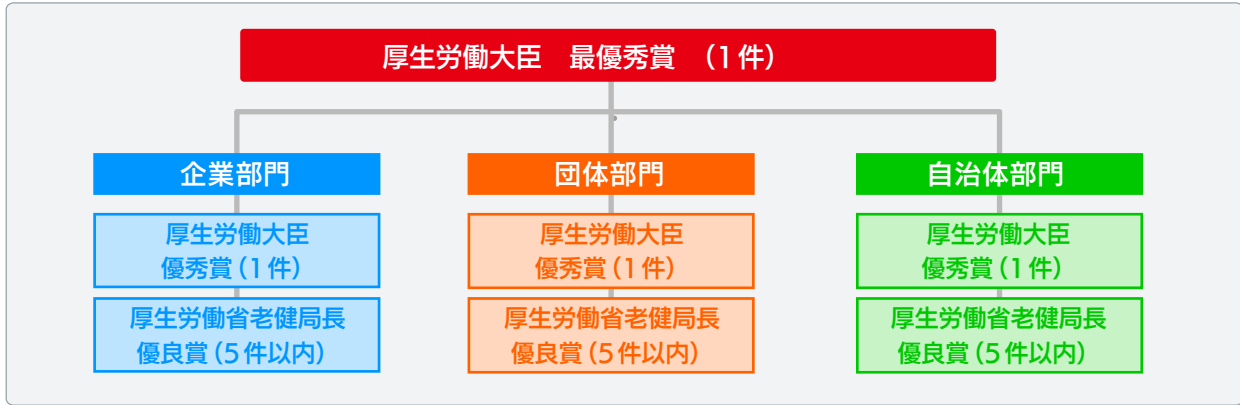 厚生労働大臣　最優秀賞　（1件）
企業部門
厚生労働大臣
優秀賞（1件）
厚生労働省老健局長
優良賞（5件以内）
団体部門
厚生労働大臣
優秀賞（1件）
厚生労働省老健局長
優良賞（5件以内）
自治体部門
厚生労働大臣
優秀賞（1件）
厚生労働省老健局長
優良賞（5件以内）